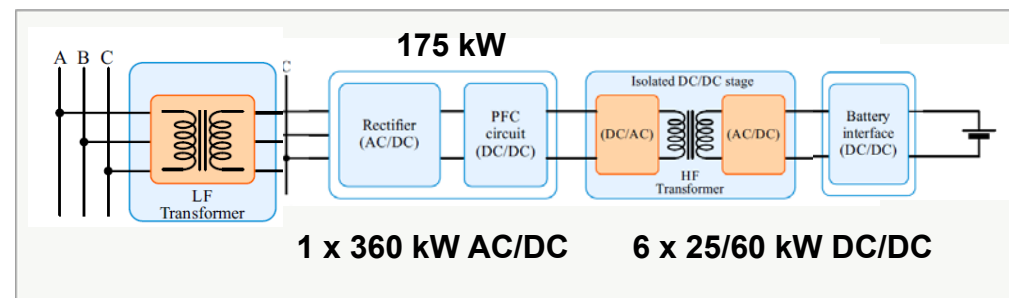 175 kW
A B C
C
LF
Transformer
Rectifier
(AC/DC)
PFC
circuit
(DC/DC)
Isolated DC/DC stage
(DC/AC)
(AC/DC)
HF
Transformer
Battery
interface
(DC/DC)
1 x 360 kW AC/DC
6 x 25/60 kW DC/DC